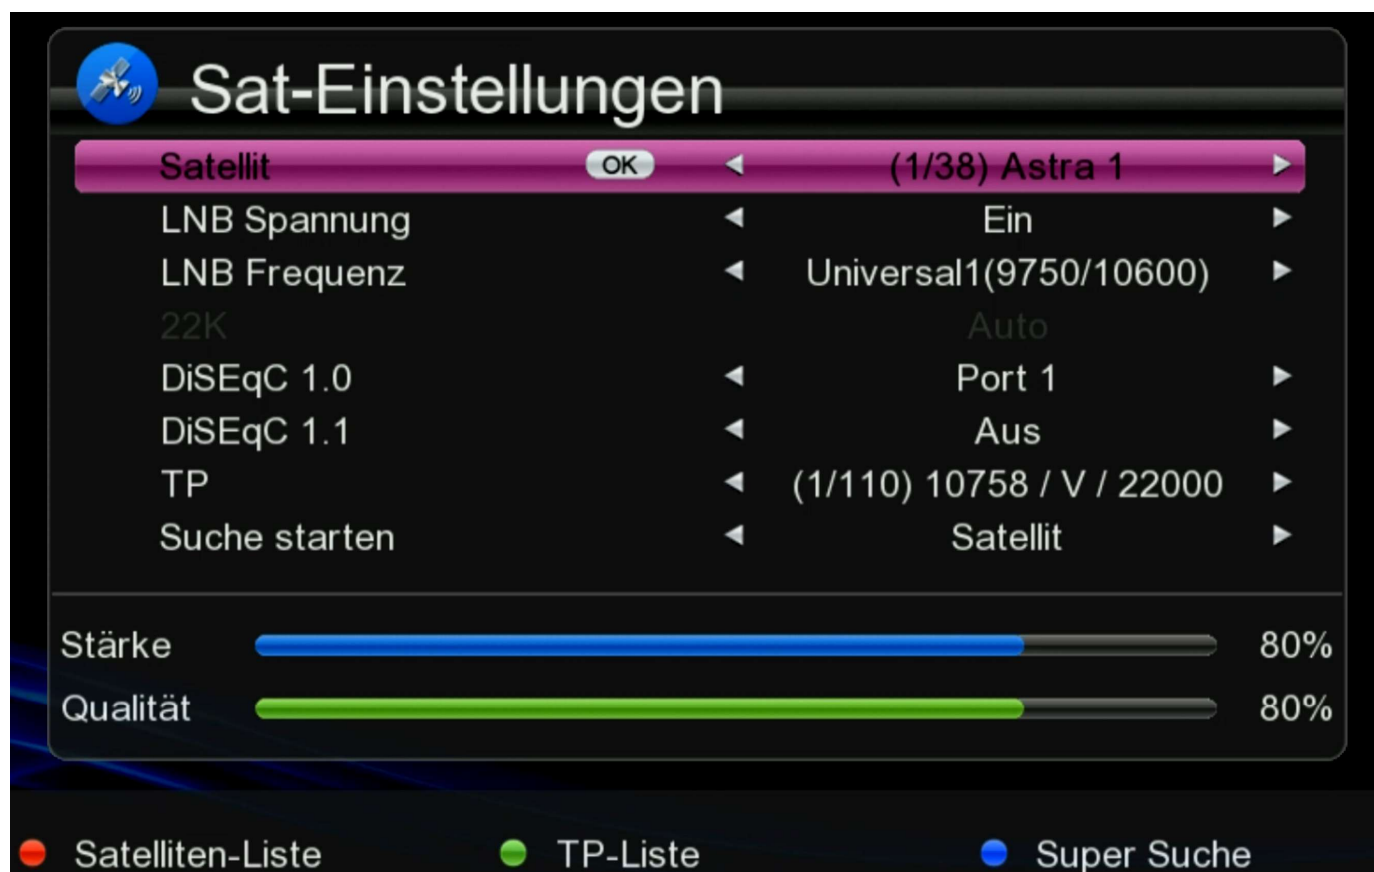 Sat-Einstellungen
Satellit OK (1/38) Astra 1
LNB Spannung Ein
LNB Frequenz Universal1(9750/10600)
22K Auto
DiSEqC 1.0 Port 1
DiSEqC 1.1 Aus
TP (1/110) 10758 / V / 22000
Suche starten Satellit
Stärke 80%
Qualität 80%
Satelliten-Liste TP-Liste Super Suche